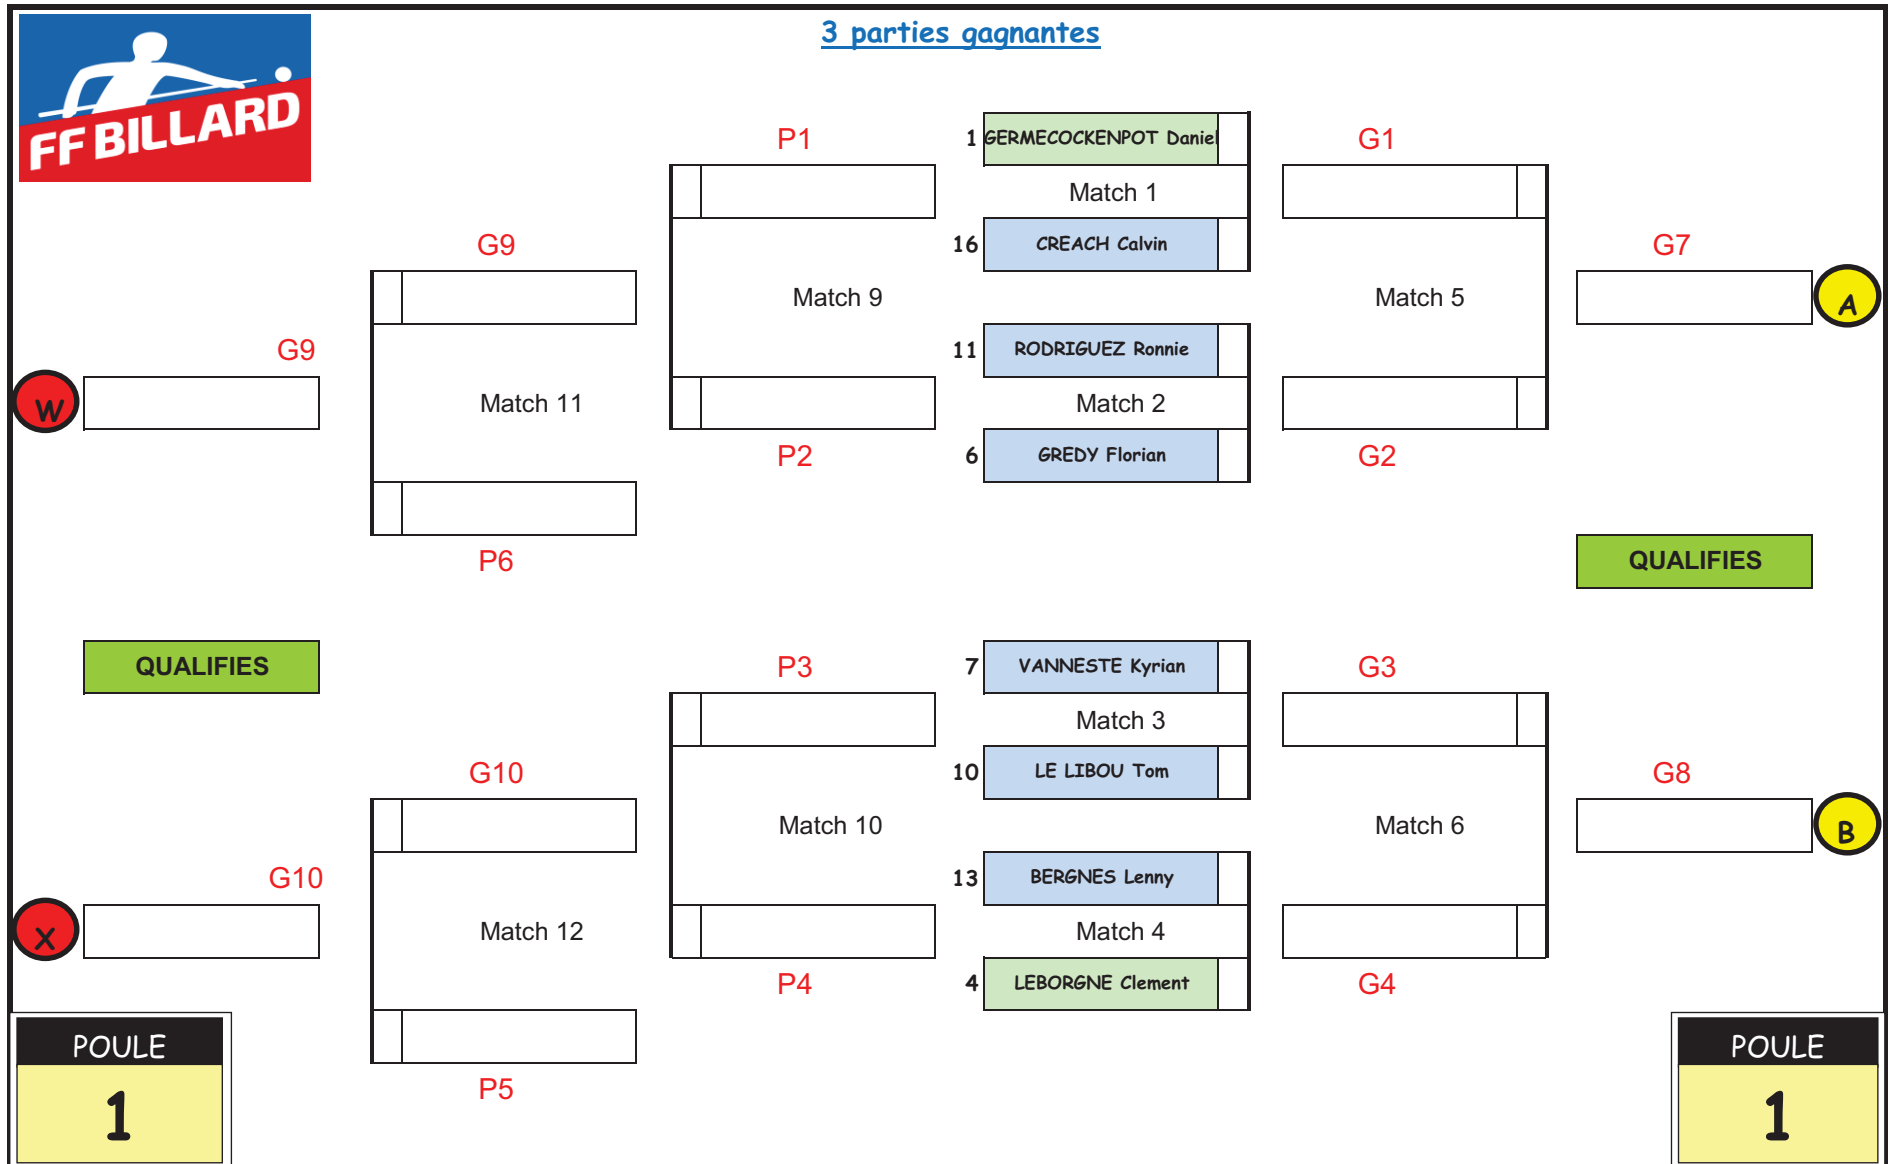 3 parties gagnantes
FF BILLARD
P1
1 GERMECOCKENPOT Daniel
G1
Match 1
G9
16 CREACH Calvin
G7
Match 9
Match 5
A
G9
11 RODRIGUEZ Ronnie
W
Match 11
Match 2
P2
6 GREDY Florian
G2
P6
QUALIFIES
QUALIFIES
P3
7 VANNESTE Kyrian
G3
Match 3
G10
10 LE LIBOU Tom
G8
Match 10
Match 6
B
G10
13 BERGNES Lenny
X
Match 12
Match 4
P4
4 LEBORGNE Clement
G4
POULE
1
P5
POULE
1